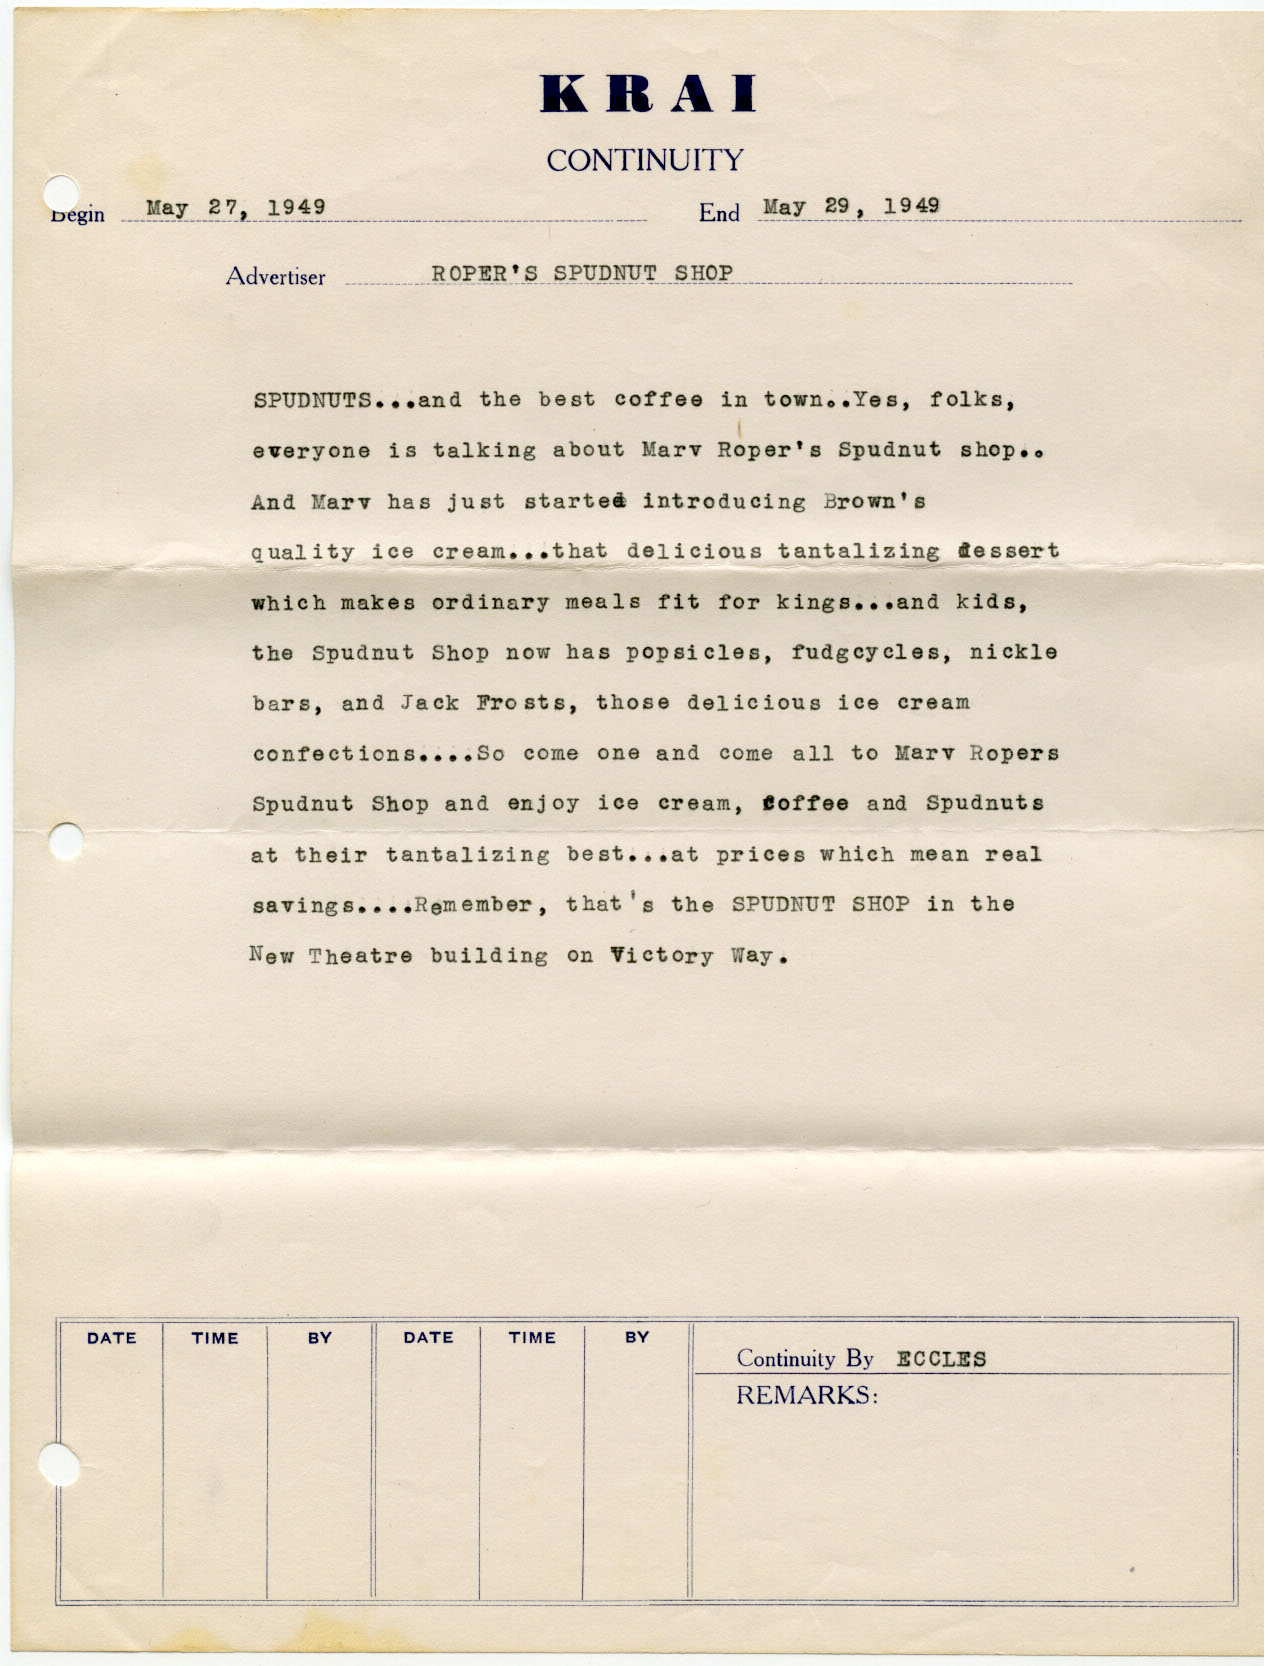 KRAI
CONTINUITY
Begin May 27, 1949 End May 29, 1949
Advertiser ROPER'S SPUDNUT SHOP
SPUDNUTS...and the best coffee in town..Yes, folks,
everyone is talking about Marv Roper's Spudnut shop..
And Marv has just started introducing Brown's
quality ice cream...that delicious tantalizing dessert
which makes ordinary meals fit for kings...and kids,
the Spudnut Shop now has popsicles, fudgcycles, nickle
bars, and Jack Frosts, those delicious ice cream
confections....So come one and come all to Marv Ropers
Spudnut Shop and enjoy ice cream, Coffee and Spudnuts
at their tantalizing best...at prices which mean real
savings....Remember, that's the SPUDNUT SHOP in the
New Theatre building on Victory Way.
DATE TIME BY DATE TIME BY
Continuity By ECCLES
REMARKS: